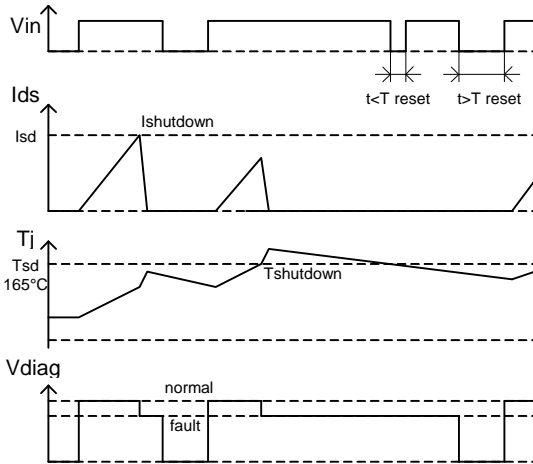 Vin
t<T reset
t>T reset
Ids
Ishutdown
Isd
Tj
Tsd
165°C
Tshutdown
Vdiag
normal
fault